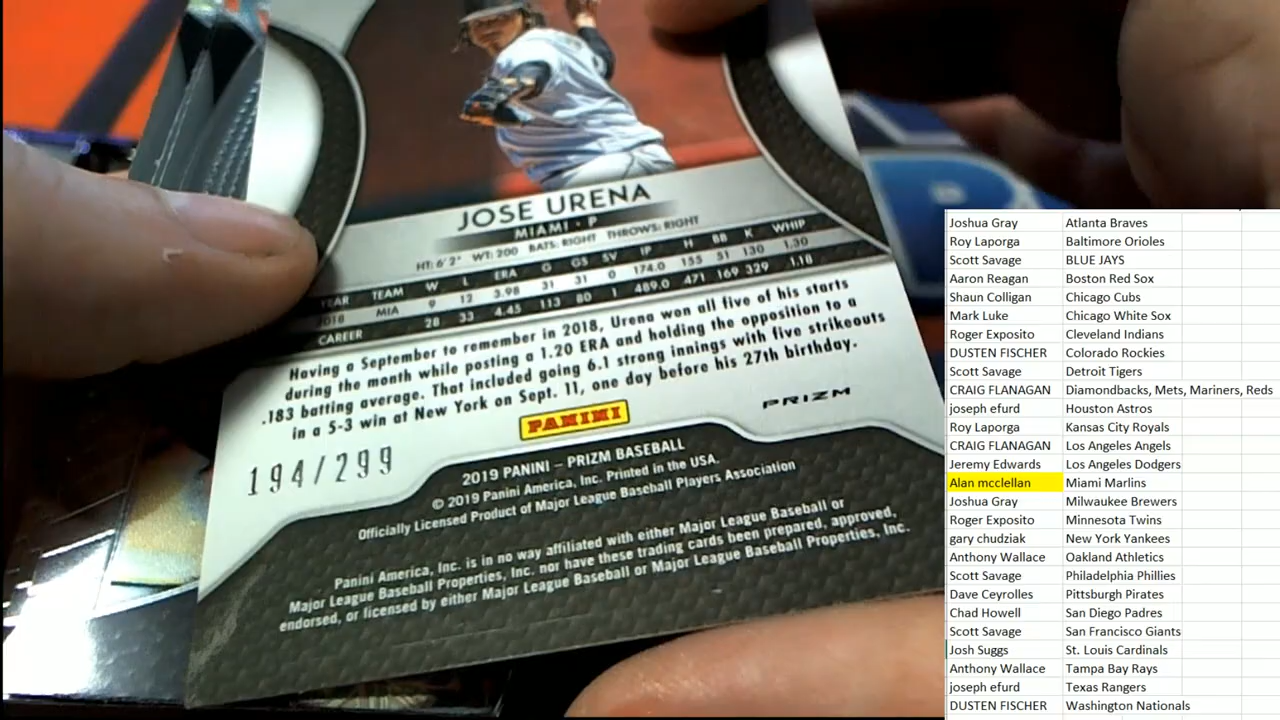 JOSE URENA
MIAMI • P
HT: 6'2" WT: 200 BATS: RIGHT THROWS: RIGHT
YEAR TEAM W L ERA G GS SV IP H BB K WHIP
2018 MIA 9 12 3.98 31 31 0 174.0 155 51 130 1.18
CAREER 28 33 4.45 113 80 1 489.0 471 169 329 1.30
Having a September to remember in 2018, Urena won all five of his starts
during the month while posting a 1.20 ERA and holding the opposition to a
.183 batting average. That included going 6.1 strong innings with five strikeouts
in a 5-3 win at New York on Sept. 11, one day before his 27th birthday.
PANINI
PRIZM
194/299
2019 PANINI – PRIZM BASEBALL
© 2019 Panini America, Inc. Printed in the USA.
Officially Licensed Product of Major League Baseball Players Association
Panini America, Inc. is in no way affiliated with either Major League Baseball or
Major League Baseball Properties, Inc. nor have these trading cards been prepared, approved,
endorsed, or licensed by either Major League Baseball or Major League Baseball Properties, Inc.
Joshua Gray Atlanta Braves
Roy Laporga Baltimore Orioles
Scott Savage BLUE JAYS
Aaron Reagan Boston Red Sox
Shaun Colligan Chicago Cubs
Mark Luke Chicago White Sox
Roger Exposito Cleveland Indians
DUSTEN FISCHER Colorado Rockies
Scott Savage Detroit Tigers
CRAIG FLANAGAN Diamondbacks, Mets, Mariners, Reds
joseph efurd Houston Astros
Roy Laporga Kansas City Royals
CRAIG FLANAGAN Los Angeles Angels
Jeremy Edwards Los Angeles Dodgers
Alan mcclellan Miami Marlins
Joshua Gray Milwaukee Brewers
Roger Exposito Minnesota Twins
gary chudziak New York Yankees
Anthony Wallace Oakland Athletics
Scott Savage Philadelphia Phillies
Dave Ceyrolles Pittsburgh Pirates
Chad Howell San Diego Padres
Scott Savage San Francisco Giants
Josh Suggs St. Louis Cardinals
Anthony Wallace Tampa Bay Rays
joseph efurd Texas Rangers
DUSTEN FISCHER Washington Nationals